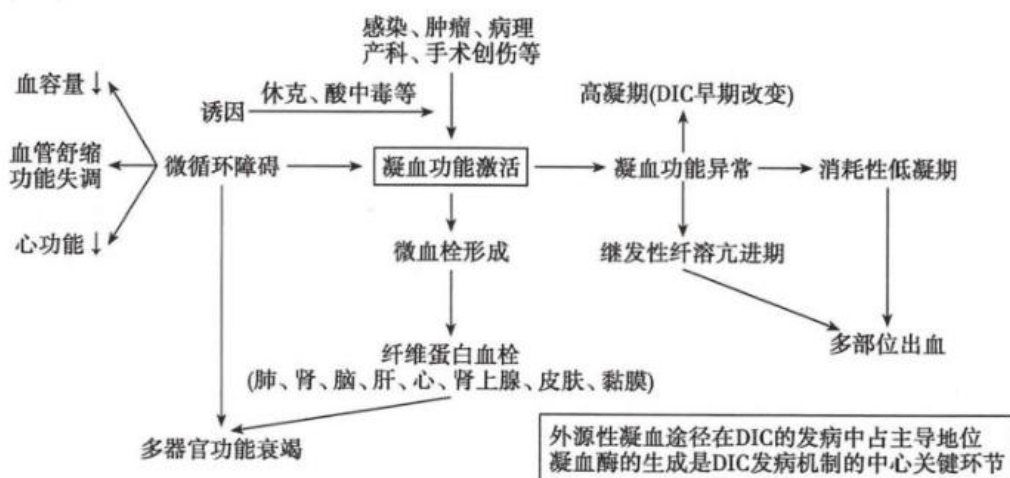 感染、肿瘤、病理
产科、手术创伤等
血容量↓
诱因
休克、酸中毒等
高凝期(DIC早期改变)
血管舒缩
功能失调
微循环障碍
凝血功能激活
凝血功能异常
消耗性低凝期
心功能↓
微血栓形成
继发性纤溶亢进期
多部位出血
纤维蛋白血栓
(肺、肾、脑、肝、心、肾上腺、皮肤、黏膜)
多器官功能衰竭
外源性凝血途径在DIC的发病中占主导地位
凝血酶的生成是DIC发病机制的中心关键环节